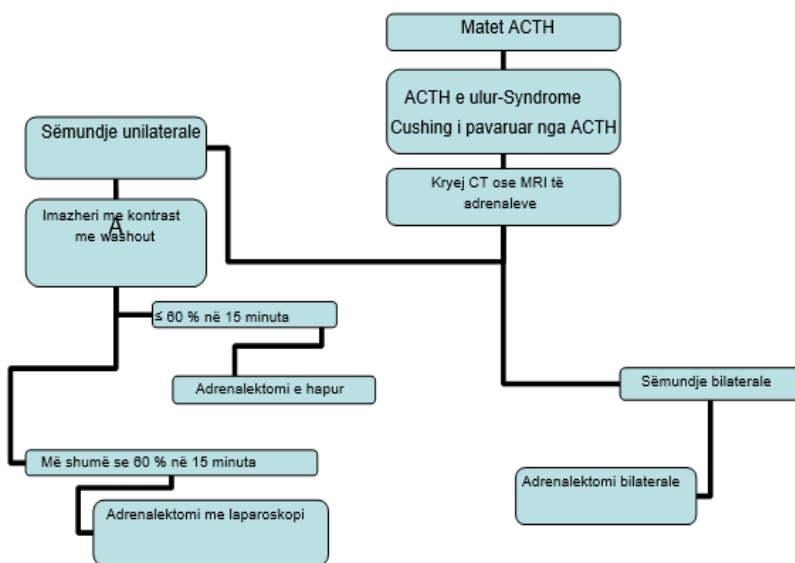 Matet ACTH
ACTH e ulur-Syndrome
Cushing i pavaruar nga ACTH
Kryej CT ose MRI të
adrenaleve
Sëmundje unilaterale
Imazheri me kontrast
me washout
A
≤ 60 % në 15 minuta
Adrenalektomi e hapur
Më shumë se 60 % në 15 minuta
Adrenalektomi me laparoskopi
Sëmundje bilaterale
Adrenalektomi bilaterale